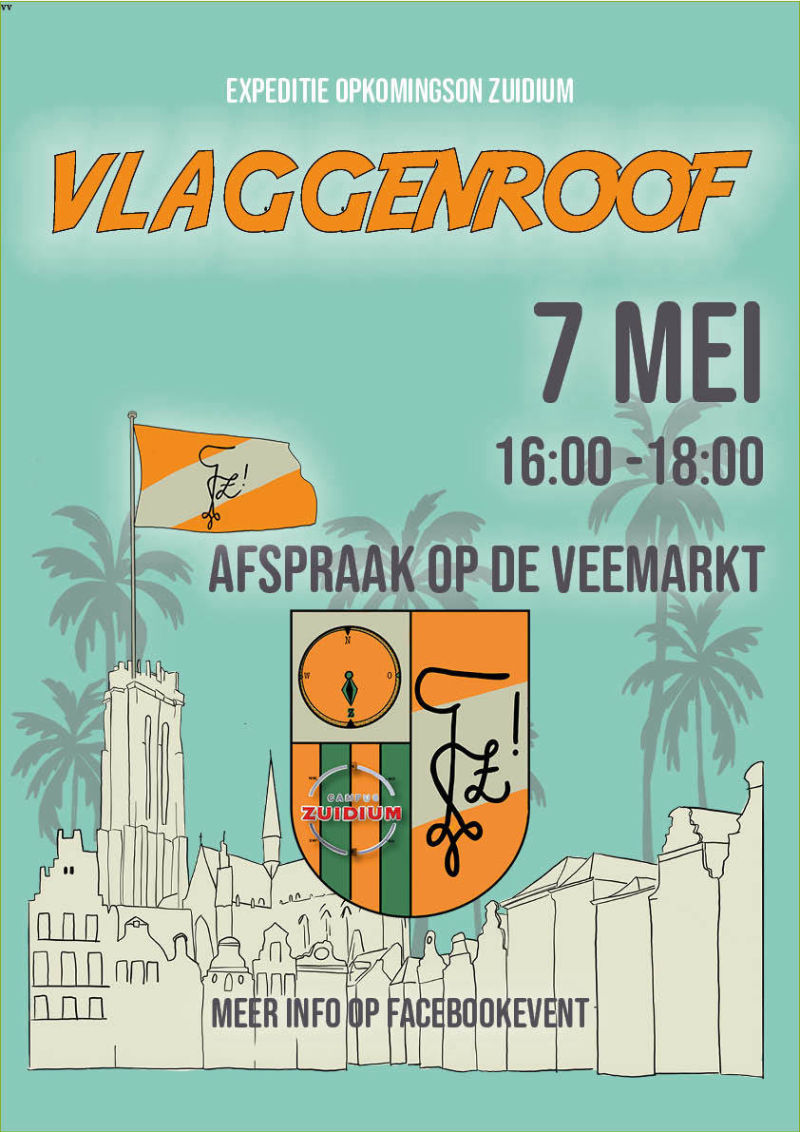 vv
EXPEDITIE OPKOMINGSON ZUIDIUM
VLAGGENROOF
7 MEI
16:00 -18:00
AFSPRAAK OP DE VEEMARKT
N
W O
Z
CAMPUS
ZUIDIUM
MEER INFO OP FACEBOOKEVENT